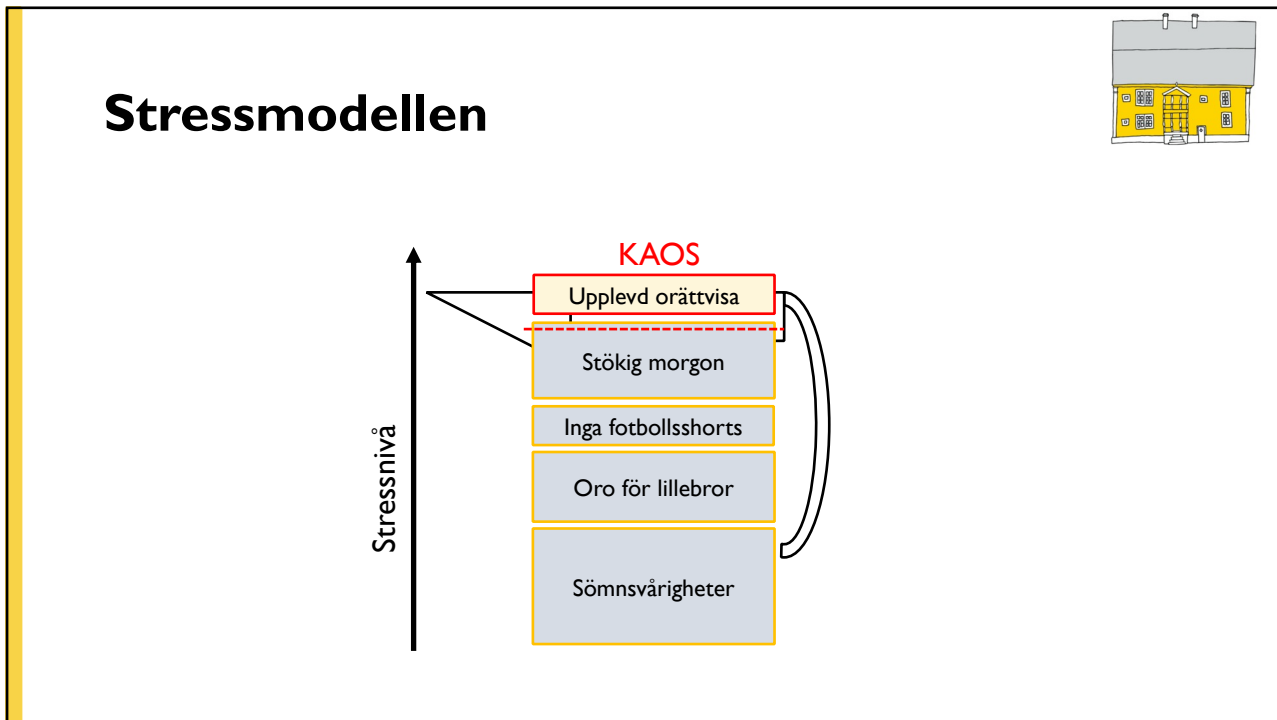 Stressmodellen
KAOS
Upplevd orättvisa
Stökig morgon
Inga fotbollsshorts
Oro för lillebror
Sömnsvårigheter
Stressnivå